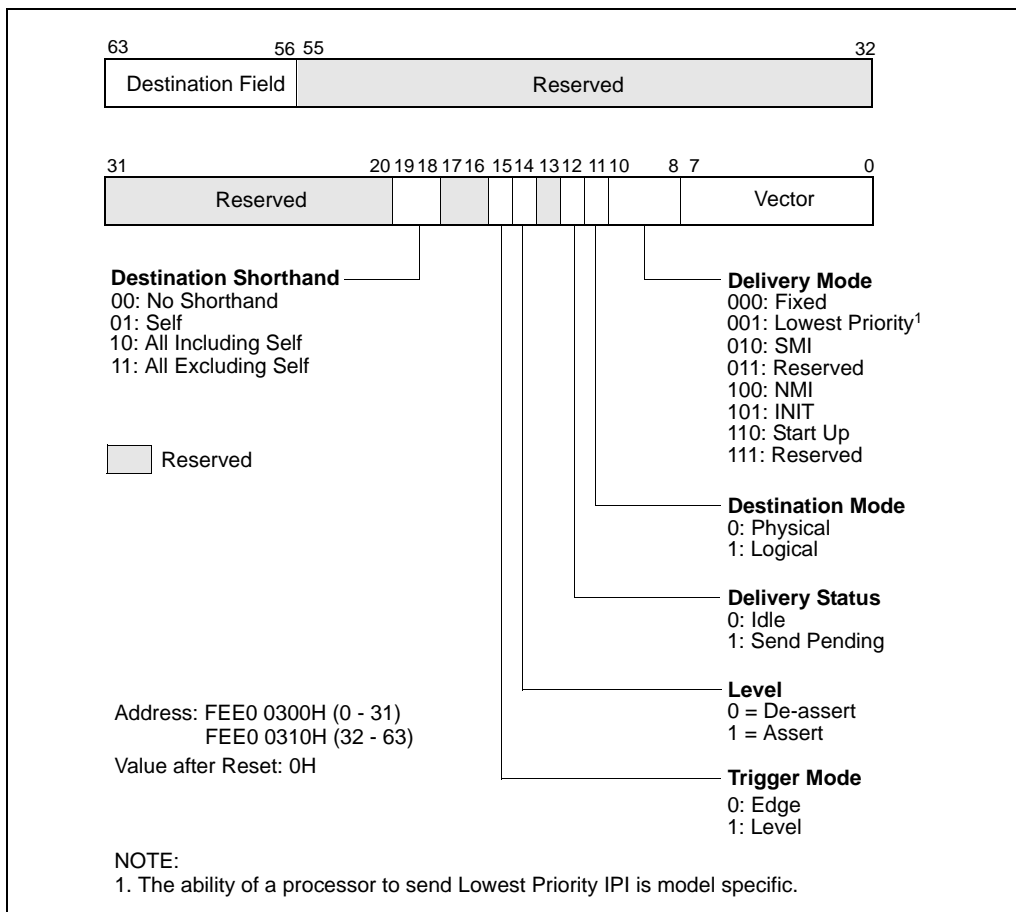 63 56 55 32
Destination Field Reserved
31 20 19 18 17 16 15 14 13 12 11 10 8 7 0
Reserved Vector
Destination Shorthand
00: No Shorthand
01: Self
10: All Including Self
11: All Excluding Self
Reserved
Delivery Mode
000: Fixed
001: Lowest Priority¹
010: SMI
011: Reserved
100: NMI
101: INIT
110: Start Up
111: Reserved
Destination Mode
0: Physical
1: Logical
Delivery Status
0: Idle
1: Send Pending
Level
0 = De-assert
1 = Assert
Address: FEE0 0300H (0 - 31)
FEE0 0310H (32 - 63)
Value after Reset: 0H
Trigger Mode
0: Edge
1: Level
NOTE:
1. The ability of a processor to send Lowest Priority IPI is model specific.